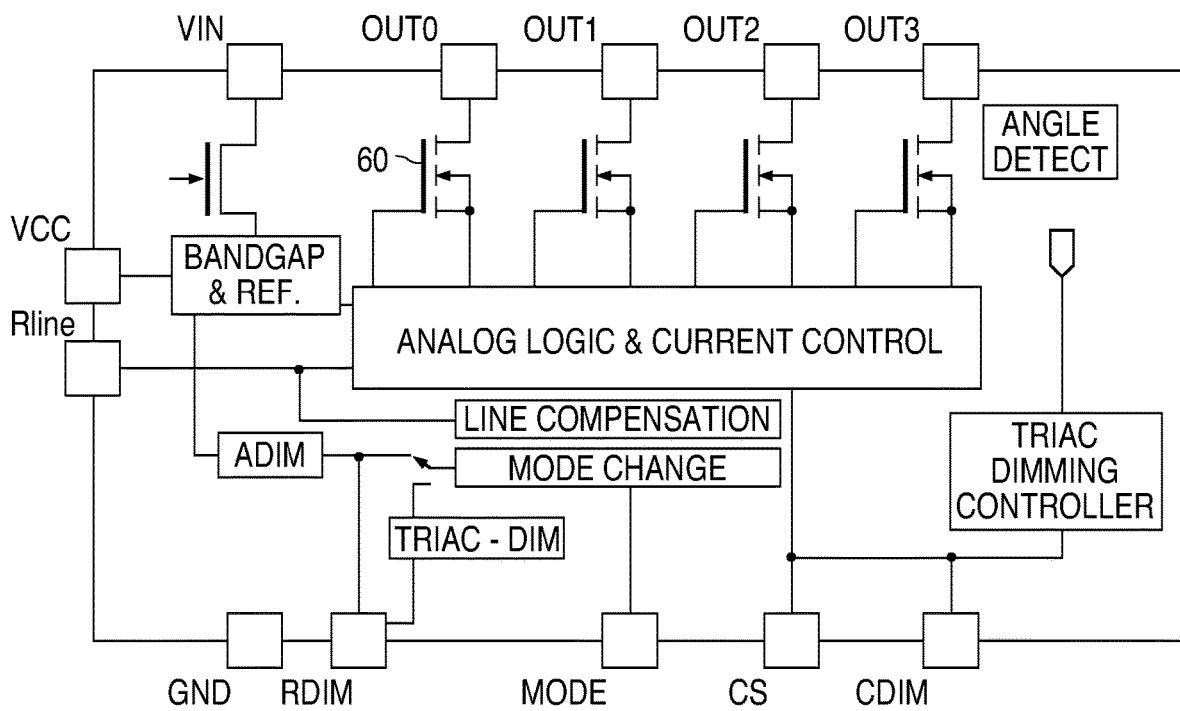 VIN
OUT0
OUT1
OUT2
OUT3
ANGLE
DETECT
60
VCC
BANDGAP
& REF.
Rline
ANALOG LOGIC & CURRENT CONTROL
LINE COMPENSATION
ADIM
MODE CHANGE
TRIAC
DIMMING
CONTROLLER
TRIAC - DIM
GND
RDIM
MODE
CS
CDIM